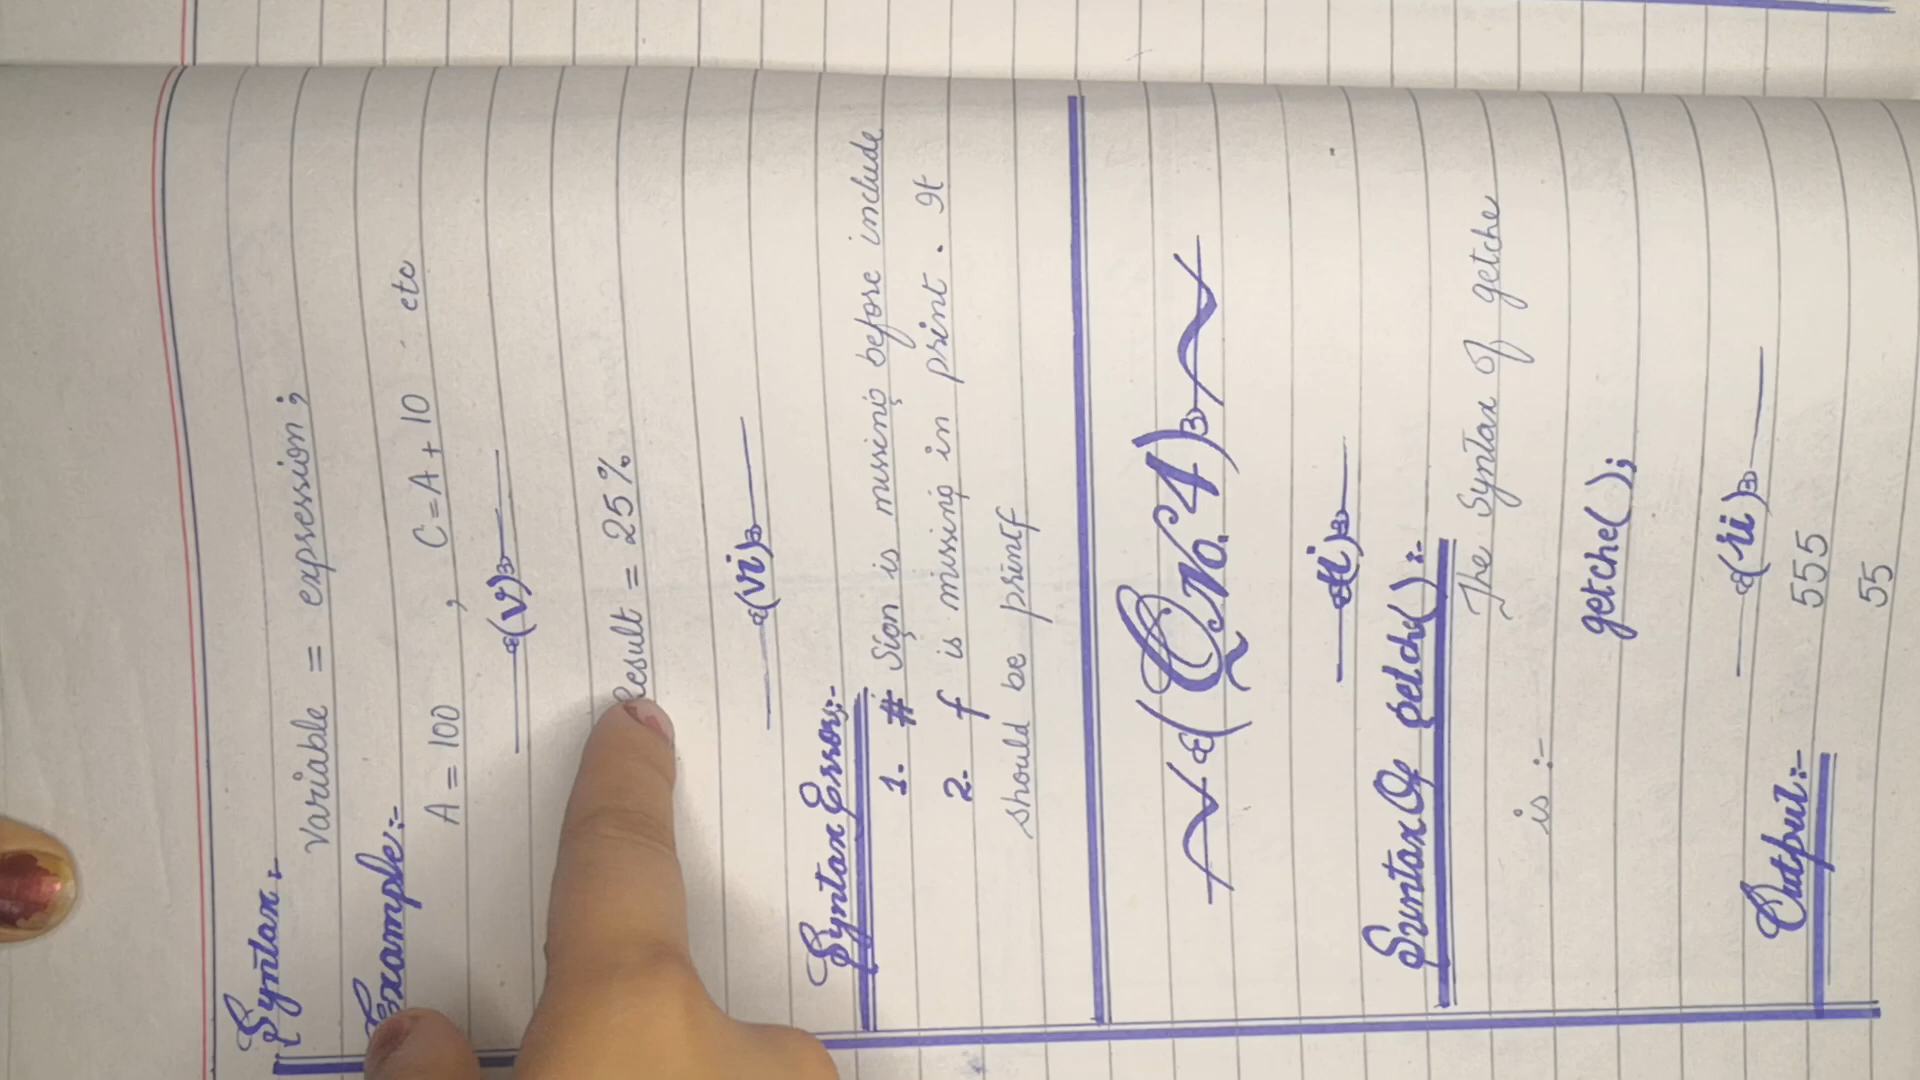 Syntax:-
Variable = expression;
Example:-
A = 100 , C = A + 10 etc
(v)
Result = 25%
(vi)
Syntax Error:-
1. # Sign is missing before include
2. f is missing in print. It
should be printf
(Q No. 4)
(i)
Syntax Of getch():-
The Syntax of getche
is :-
getche();
(ii)
Output:-
555
55